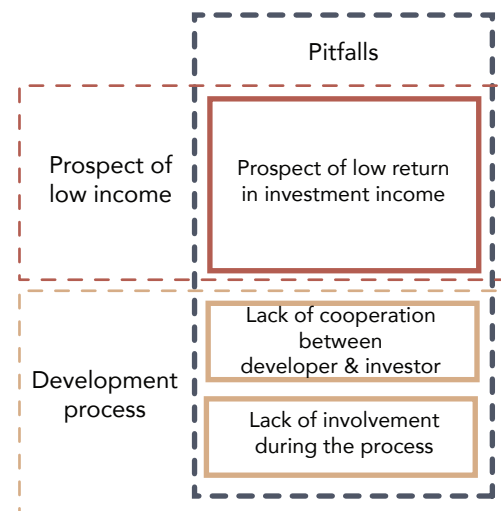 Pitfalls
Prospect of
low income
Prospect of low return
in investment income
Development
process
Lack of cooperation
between
developer & investor
Lack of involvement
during the process